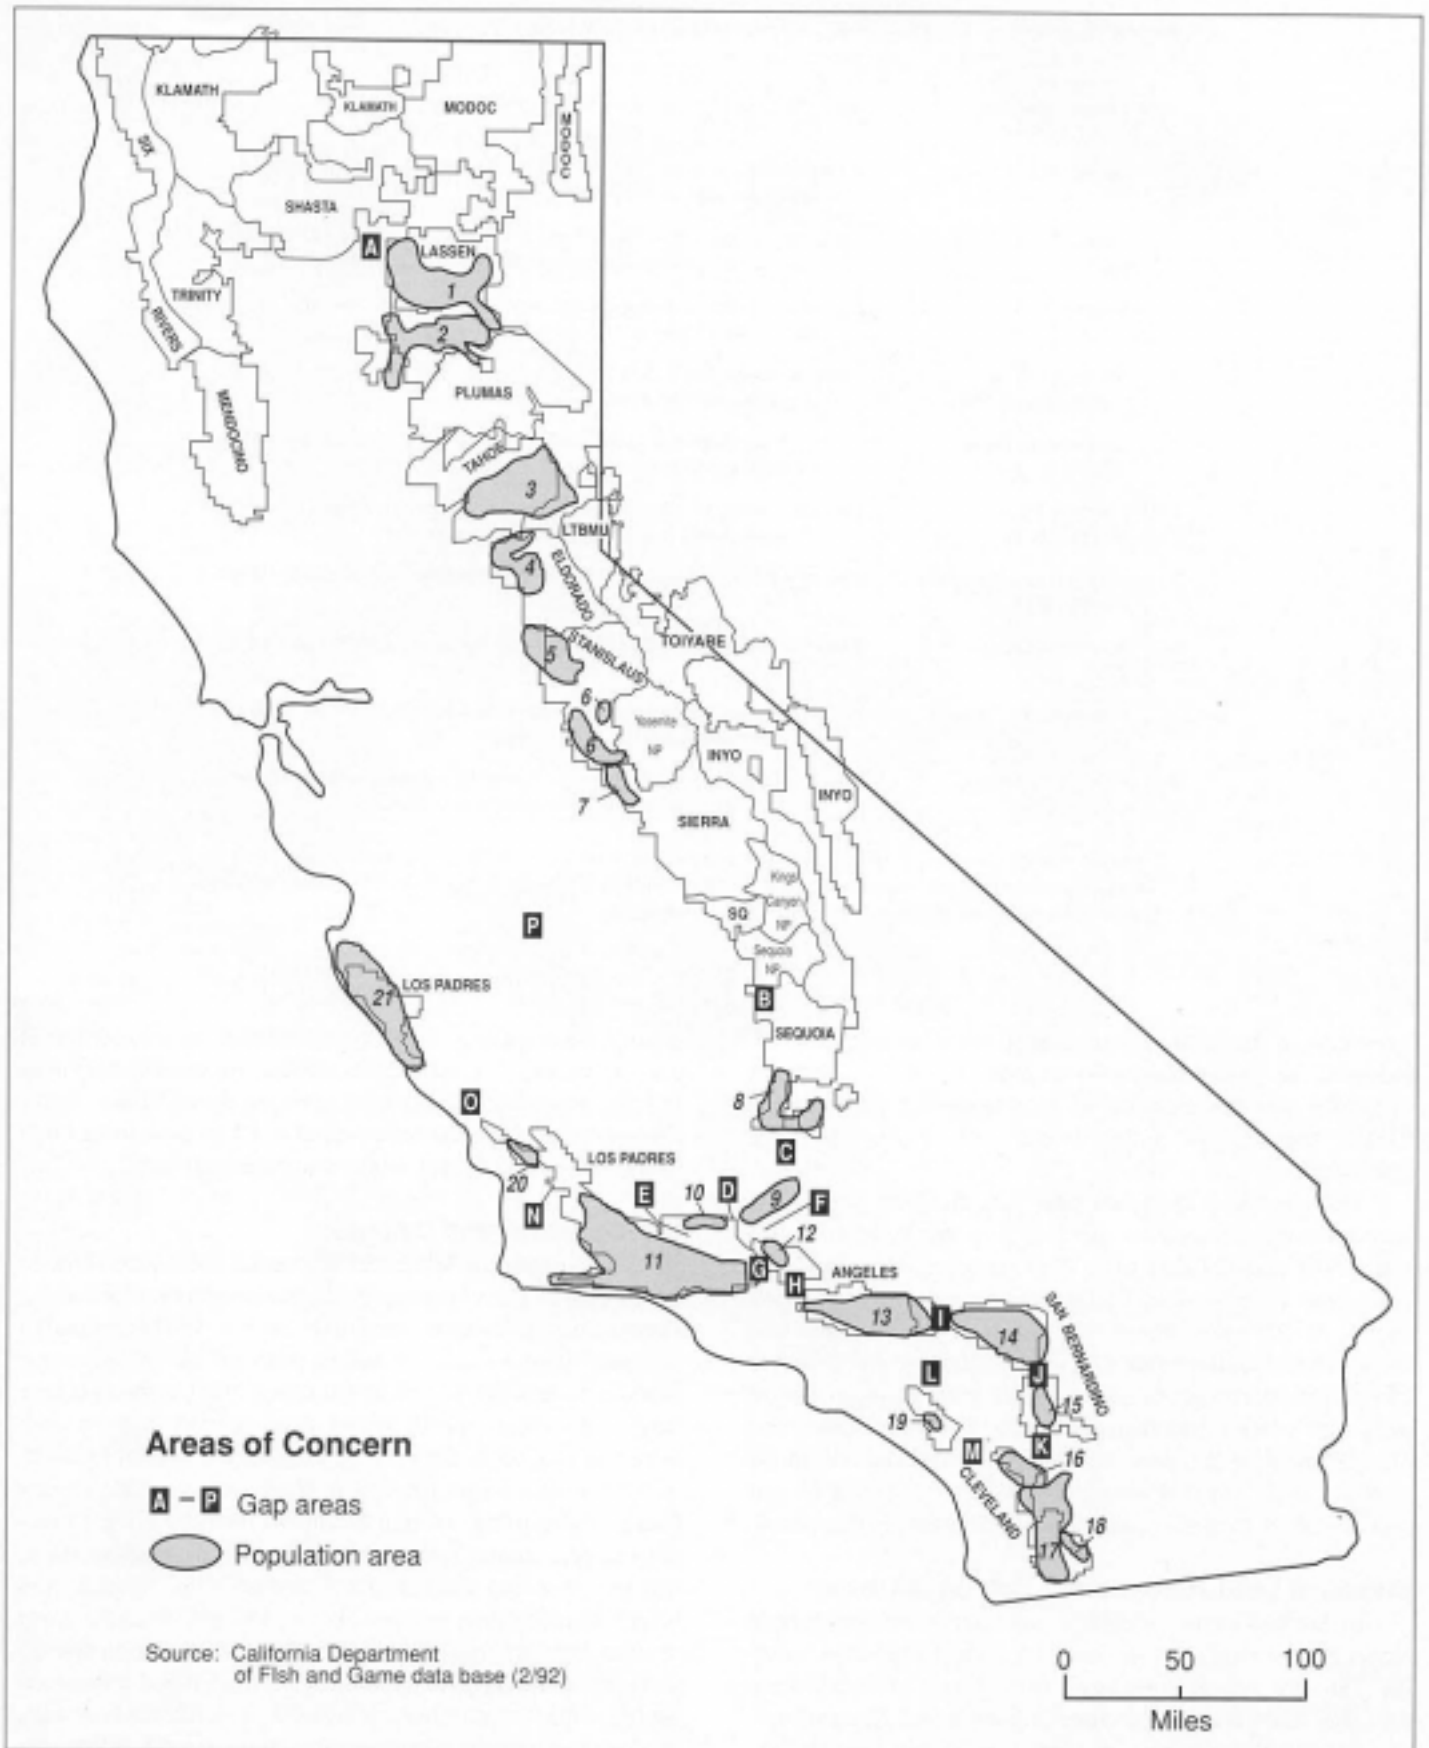 KLAMATH
KLAMATH
MODOC
MODOC
SIX
SHASTA
A
LASSEN
1
TRINITY
RIVERS
2
PLUMAS
MENDOCINO
TAHOE
3
LTBMU
4
ELDORADO
TOIYABE
STANISLAUS
5
6
Yosemite
NP
6
INYO
INYO
7
SIERRA
Kings
Canyon
NP
SQ
P
Sequoia
NP
LOS PADRES
21
B
SEQUOIA
O
8
C
LOS PADRES
20
N
E
10
D
9
F
12
11
G
H
ANGELES
13
I
14
SAN BERNARDINO
L
J
15
19
M
K
16
CLEVELAND
18
17
Areas of Concern
A – P Gap areas
Population area
Source: California Department
of FIsh and Game data base (2/92)
0 50 100
Miles